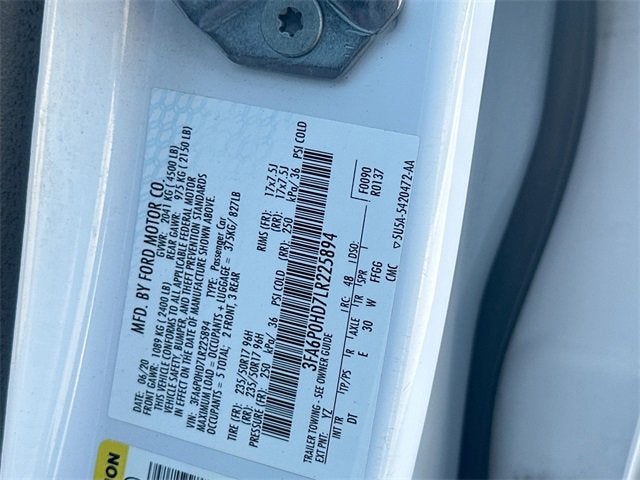 MFD. BY FORD MOTOR CO.
DATE: 06/20 GVWR: 2041 KG ( 4500 LB)
FRONT GAWR: 1089 KG ( 2400 LB) REAR GAWR: 975 KG ( 2150 LB)
THIS VEHICLE CONFORMS TO ALL APPLICABLE FEDERAL MOTOR
VEHICLE SAFETY, BUMPER, AND THEFT PREVENTION STANDARDS
IN EFFECT ON THE DATE OF MANUFACTURE SHOWN ABOVE.
VIN: 3FA6P0HD7LR225894 TYPE: Passenger Car
MAXIMUM LOAD = OCCUPANTS + LUGGAGE = 375KG/ 827LB
OCCUPANTS = 5 TOTAL: 2 FRONT, 3 REAR
TIRE (FR): 235/50R17 96H RIMS (FR): 17x7.5J
(RR): 235/50R17 96H (RR): 17x7.5J
PRESSURE (FR): 250 kPa/ 36 PSI COLD (RR): 250 kPa/ 36 PSI COLD
3FA6P0HD7LR225894
TRAILER TOWING - SEE OWNER GUIDE
EXT PNT: YZ RC: 48 DSO: F0090
R0137
INT TR TP/PS R AXLE TR SPR
DT E 30 W FFGG
CMC
SU5A-5420472-AA
ION